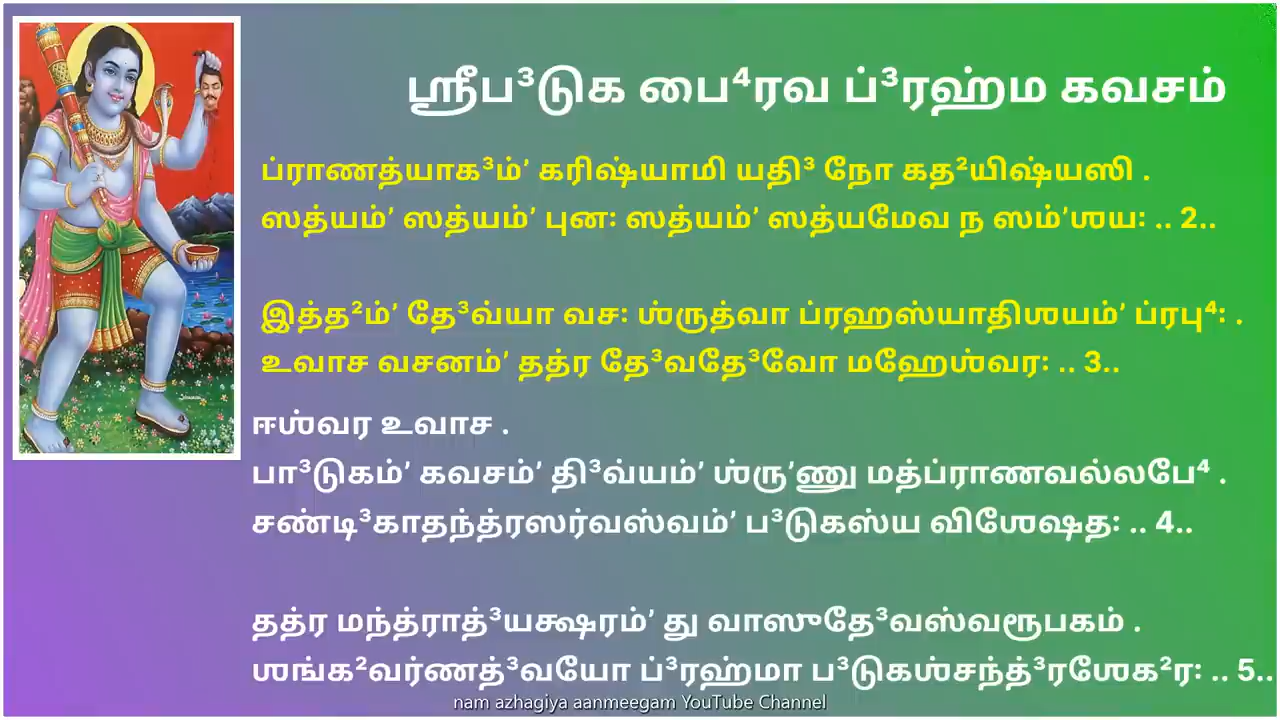 ஶ்ரீப³டுக பை⁴ரவ ப்³ரஹ்ம கவசம்
ப்ராணத்யாக³ம்ʼ கரிஷ்யாமி யதி³ நோ கத²யிஷ்யஸி .
ஸத்யம்ʼ ஸத்யம்ʼ புன꞉ ஸத்யம்ʼ ஸத்யமேவ ந ஸம்ʼஶய꞉ .. 2..
இத்த²ம்ʼ தே³வ்யா வச꞉ ஶ்ருத்வா ப்ரஹஸ்யாதிஶயம்ʼ ப்ரபு⁴꞉ .
உவாச வசனம்ʼ தத்ர தே³வதே³வோ மஹேஶ்வர꞉ .. 3..
ஈஶ்வர உவாச .
பா³டுகம்ʼ கவசம்ʼ தி³வ்யம்ʼ ஶ்ருʼணு மத்ப்ராணவல்லபே⁴ .
சண்டி³காதந்த்ரஸர்வஸ்வம்ʼ ப³டுகஸ்ய விஶேஷத꞉ .. 4..
தத்ர மந்த்ராத்³யக்ஷரம்ʼ து வாஸுதே³வஸ்வரூபகம் .
ஶங்க²வர்ணத்³வயோ ப்³ரஹ்மா ப³டுகஶ்சந்த்³ரஶேக²ர꞉ .. 5..
nam azhagiya aanmeegam YouTube Channel